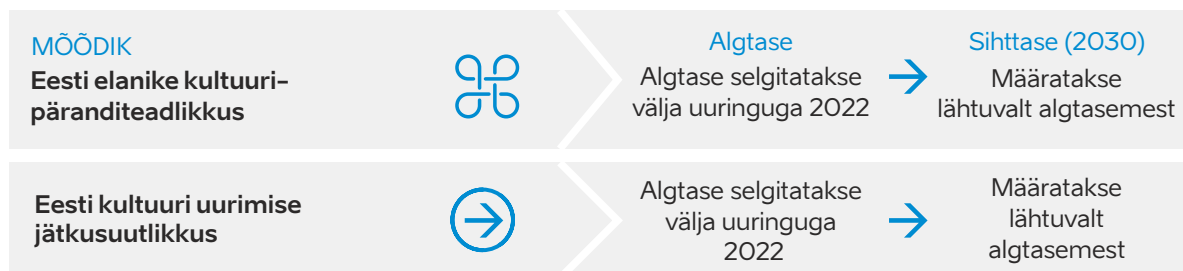 MÕÕDIK
Eesti elanike kultuuri-
päranditeadlikkus
Algtase
Algtase selgitatakse
välja uuringuga 2022
Sihttase (2030)
Määratakse
lähtuvalt algtasemest
Eesti kultuuri uurimise
jätkusuutlikkus
Algtase selgitatakse
välja uuringuga
2022
Määratakse
lähtuvalt
algtasemest